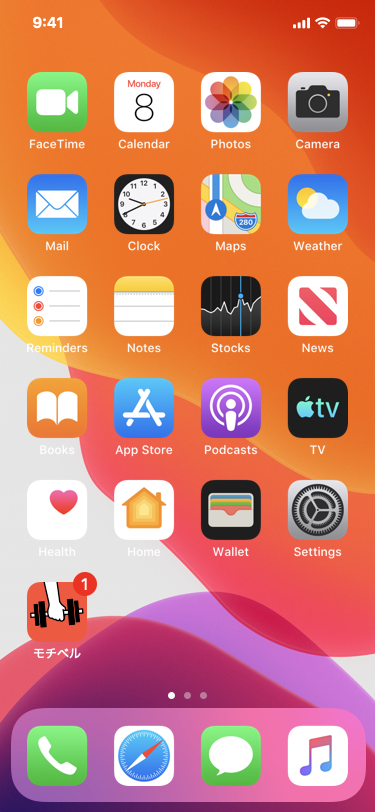 9:41
Monday
8
280
FaceTime
Calendar
Photos
Camera
Mail
Clock
Maps
Weather
Reminders
Notes
Stocks
News
tv
Books
App Store
Podcasts
TV
Health
Home
Wallet
Settings
1
モチベル